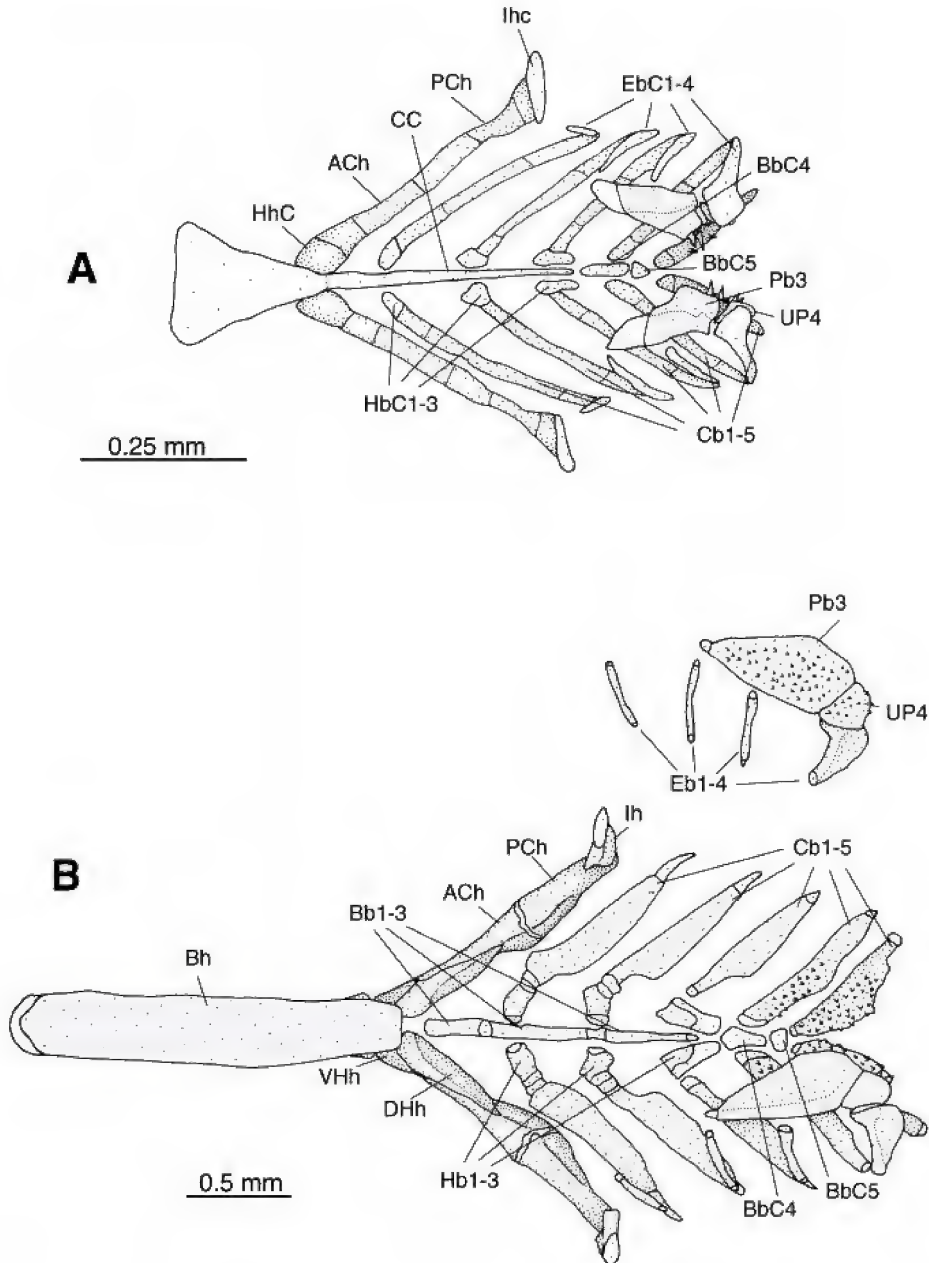 Ihc
PCh
EbC1-4
CC
BbC4
ACh
HhC
A
BbC5
Pb3
UP4
HbC1-3
Cb1-5
0.25 mm
Pb3
UP4
Eb1-4
Ih
B
PCh
Cb1-5
ACh
Bb1-3
Bh
VHh
DHh
Hb1-3
BbC5
BbC4
0.5 mm